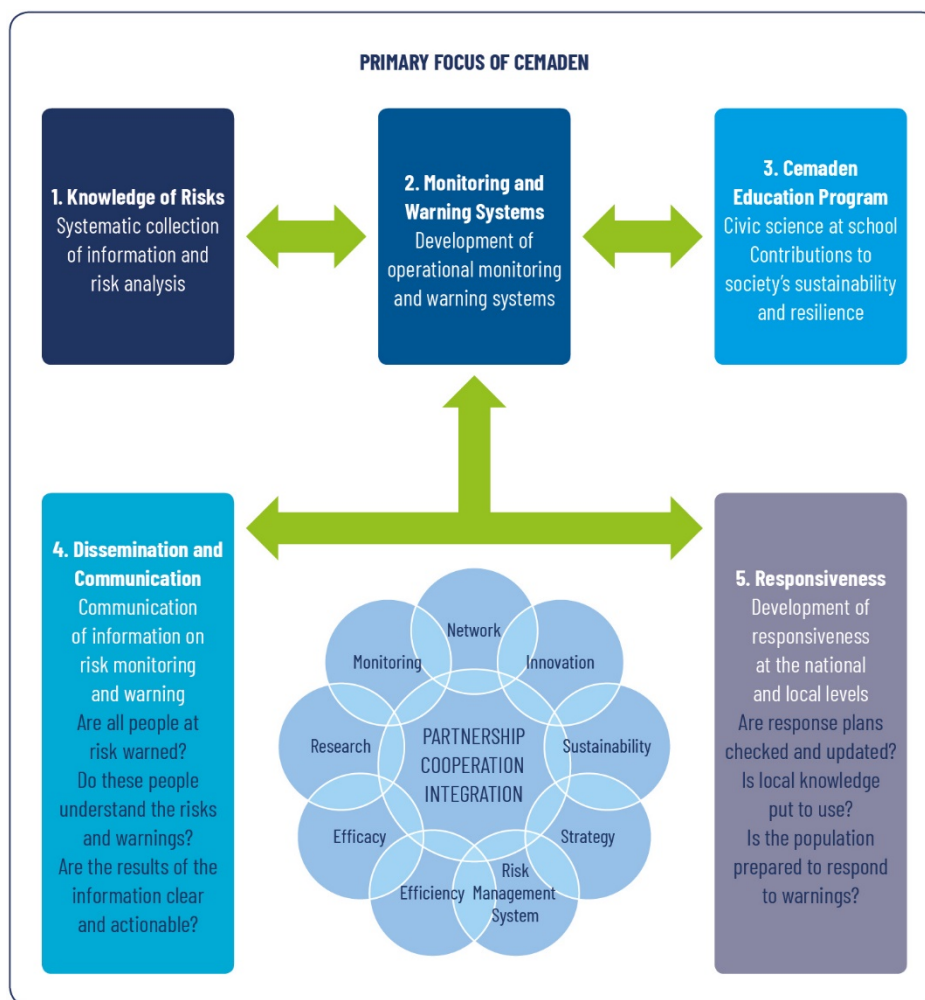 PRIMARY FOCUS OF CEMADEN
1. Knowledge of Risks
Systematic collection
of information and
risk analysis
2. Monitoring and
Warning Systems
Development of
operational monitoring
and warning systems
3. Cemaden
Education Program
Civic science at school
Contributions to
society's sustainability
and resilience
4. Dissemination and
Communication
Communication
of information on
risk monitoring
and warning
Are all people at
risk warned?
Do these people
understand the risks
and warnings?
Are the results of the
information clear
and actionable?
Network
Monitoring
Innovation
Research
PARTNERSHIP
COOPERATION
INTEGRATION
Sustainability
Efficacy
Strategy
Efficiency
Risk
Management
System
5. Responsiveness
Development of
responsiveness
at the national
and local levels
Are response plans
checked and updated?
Is local knowledge
put to use?
Is the population
prepared to respond
to warnings?